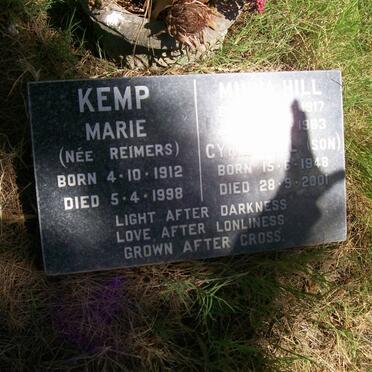 KEMP
MARIE
(NÉE REIMERS)
BORN 4-10-1912
DIED 5-4-1998
HILL
BORN 15-6-1948
DIED 28-9-2001
LIGHT AFTER DARKNESS
LOVE AFTER LONLINESS
GROWN AFTER CROSS.